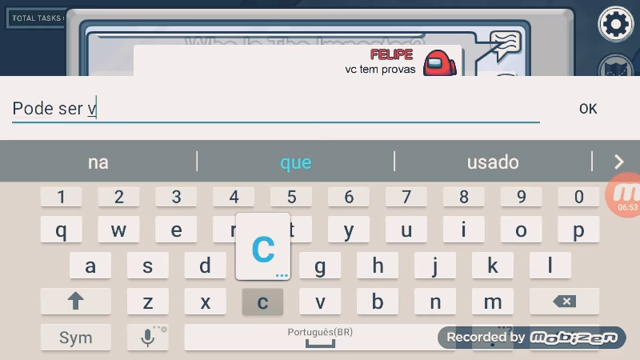 TOTAL TASKS
Who Is The Impostor?
FELIPE
vc tem provas
Pode ser v
OK
na
que
usado
1 2 3 4 5 6 7 8 9 0
q w e r t y u i o p
C
a s d g h j k l
z x c v b n m
Sym
Português(BR)
06:53
Recorded by MOBIZEN